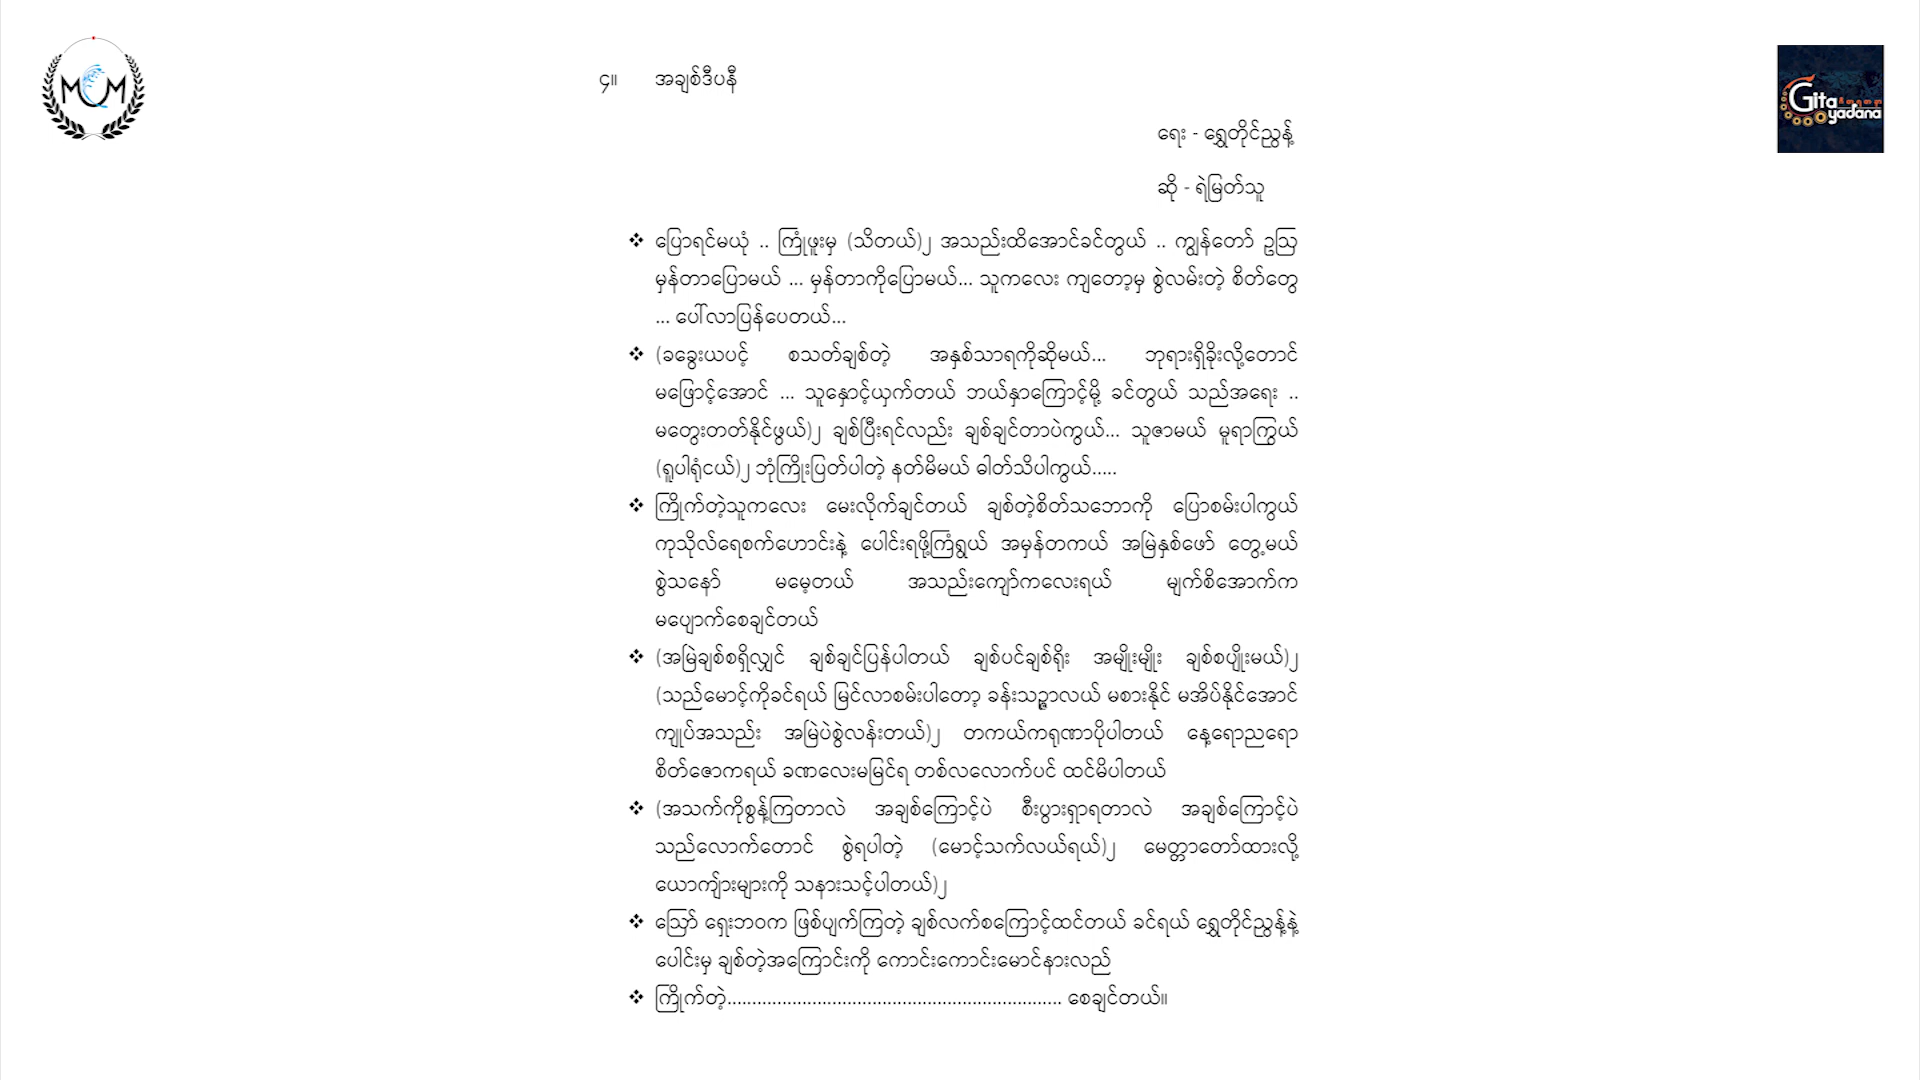 MCM
Gita
ဂီတရတနာ
yadana
၄။ အချစ်ဒီပနီ
ရေး - ရွှေတိုင်ညွန့်
ဆို - ရဲမြတ်သူ
❖ ပြောရင်မယုံ .. ကြုံဖူးမှ (သိတယ်)၂ အသည်းထိအောင်ခင်တွယ် .. ကျွန်တော် ဥဩ
မှန်တာပြောမယ် ... မှန်တာကိုပြောမယ်... သူကလေး ကျတော့မှ စွဲလမ်းတဲ့ စိတ်တွေ
... ပေါ်လာပြန်ပေတယ်...
❖ (ခခွေးယပင့် စသတ်ချစ်တဲ့ အနှစ်သာရကိုဆိုမယ်... ဘုရားရှိခိုးလို့တောင်
မဖြောင့်အောင် ... သူနှောင့်ယှက်တယ် ဘယ်နှာကြောင့်မို့ ခင်တွယ် သည်အရေး ..
မတွေးတတ်နိုင်ဖွယ်)၂ ချစ်ပြီးရင်လည်း ချစ်ချင်တာပဲကွယ်... သူဇာမယ် မူရာကြွယ်
(ရူပါရုံငယ်)၂ ဘုံကြိုးပြတ်ပါတဲ့ နတ်မိမယ် ဓါတ်သိပါကွယ်.....
❖ ကြိုက်တဲ့သူကလေး မေးလိုက်ချင်တယ် ချစ်တဲ့စိတ်သဘောကို ပြောစမ်းပါကွယ်
ကုသိုလ်ရေစက်ဟောင်းနဲ့ ပေါင်းရဖို့ကြံရွယ် အမှန်တကယ် အမြဲနှစ်ဖော် တွေ့မယ်
စွဲသနော် မမေ့တယ် အသည်းကျော်ကလေးရယ် မျက်စိအောက်က
မပျောက်စေချင်တယ်
❖ (အမြဲချစ်စရှိလျှင် ချစ်ချင်ပြန်ပါတယ် ချစ်ပင်ချစ်ရိုး အမျိုးမျိုး ချစ်စပျိုးမယ်)၂
(သည်မောင့်ကိုခင်ရယ် မြင်လာစမ်းပါတော့ ခန်းသဉ္ဇာလယ် မစားနိုင် မအိပ်နိုင်အောင်
ကျုပ်အသည်း အမြဲပဲစွဲလန်းတယ်)၂ တကယ်ကရုဏာပိုပါတယ် နေ့ရောညရော
စိတ်ဇောကရယ် ခဏလေးမမြင်ရ တစ်လလောက်ပင် ထင်မိပါတယ်
❖ (အသက်ကိုစွန့်ကြတာလဲ အချစ်ကြောင့်ပဲ စီးပွားရှာရတာလဲ အချစ်ကြောင့်ပဲ
သည်လောက်တောင် စွဲရပါတဲ့ (မောင့်သက်လယ်ရယ်)၂ မေတ္တာတော်ထားလို့
ယောကျ်ားများကို သနားသင့်ပါတယ်)၂
❖ သြော် ရှေးဘဝက ဖြစ်ပျက်ကြတဲ့ ချစ်လက်စကြောင့်ထင်တယ် ခင်ရယ် ရွှေတိုင်ညွန့်နဲ့
ပေါင်းမှ ချစ်တဲ့အကြောင်းကို ကောင်းကောင်းမောင်နားလည်
❖ ကြိုက်တဲ့................................................................... စေချင်တယ်။